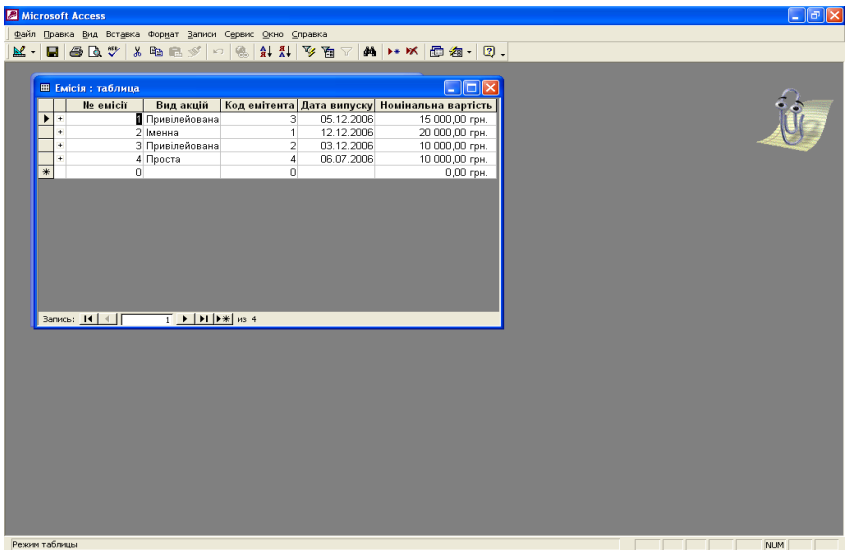 Microsoft Access
Файл Правка Вид Вставка Формат Записи Сервис Окно Справка
Емісія : таблица
№ емісії Вид акцій Код емітента Дата випуску Номінальна вартість
+ 1 Привілейована 3 05.12.2006 15 000,00 грн.
+ 2 Іменна 1 12.12.2006 20 000,00 грн.
+ 3 Привілейована 2 03.12.2006 10 000,00 грн.
+ 4 Проста 4 06.07.2006 10 000,00 грн.
0 0 0,00 грн.
Запись: 1 из 4
Режим таблицы NUM